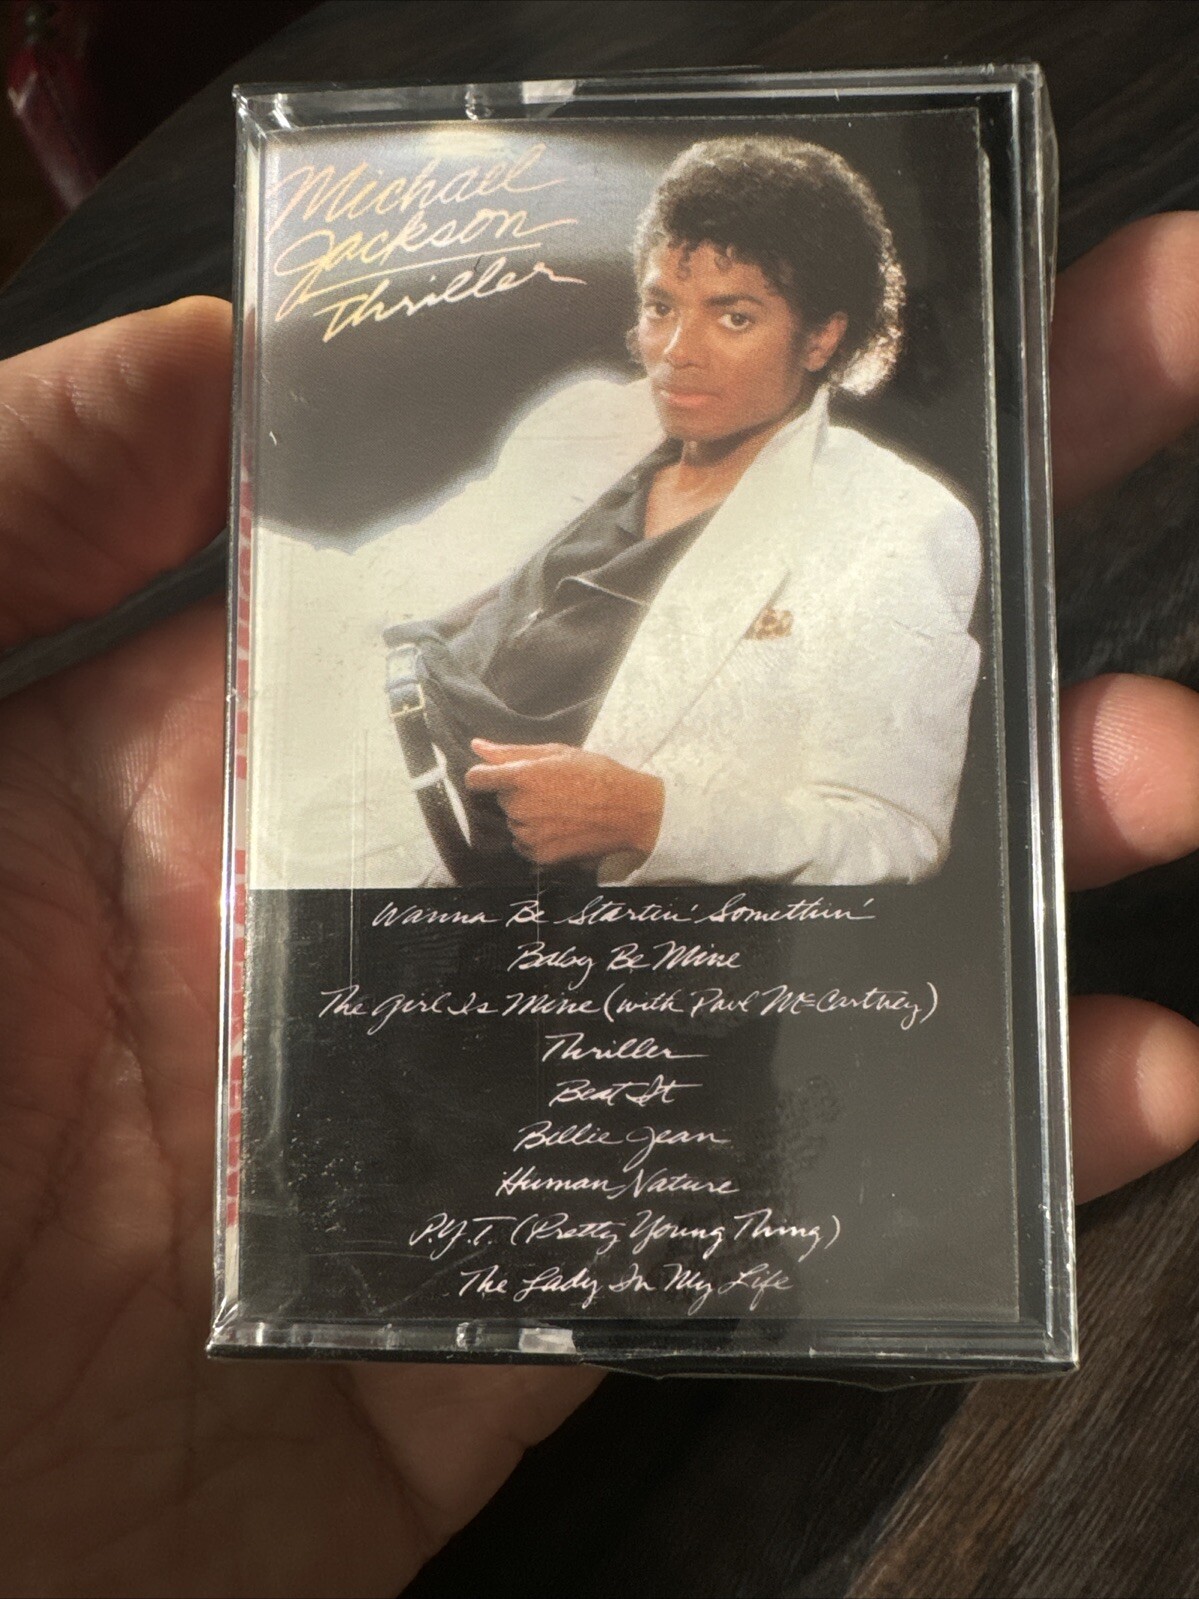 Michael
Jackson
Thriller
Wanna Be Startin' Somethin'
Baby Be Mine
The Girl Is Mine (with Paul McCartney)
Thriller
Beat It
Billie Jean
Human Nature
P.Y.T. (Pretty Young Thing)
The Lady In My Life